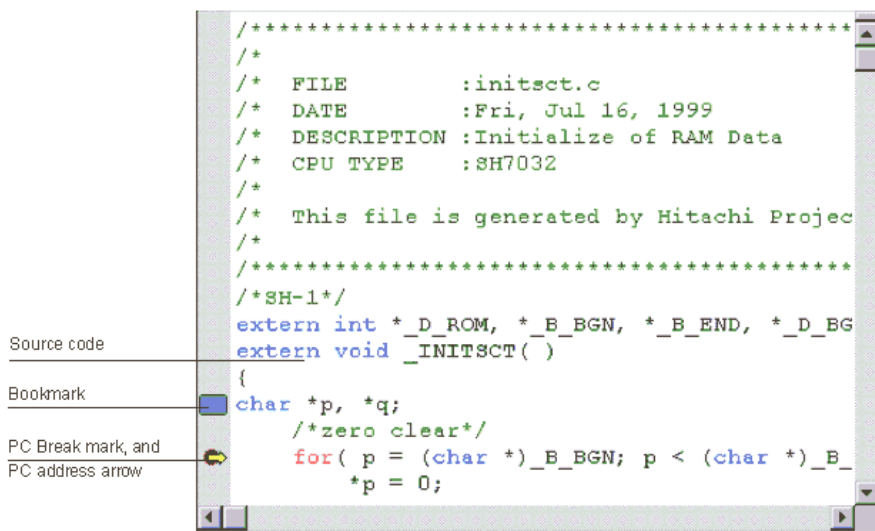 /*******************************************
/*
/*  FILE        :initsct.c
/*  DATE        :Fri, Jul 16, 1999
/*  DESCRIPTION :Initialize of RAM Data
/*  CPU TYPE    :SH7032
/*
/*  This file is generated by Hitachi Projec
/*
/*******************************************
/*SH-1*/
extern int *_D_ROM, *_B_BGN, *_B_END, *_D_BG
extern void _INITSCT( )
{
char *p, *q;
    /*zero clear*/
    for( p = (char *)_B_BGN; p < (char *)_B_
        *p = 0;
Source code
Bookmark
PC Break mark, and
PC address arrow